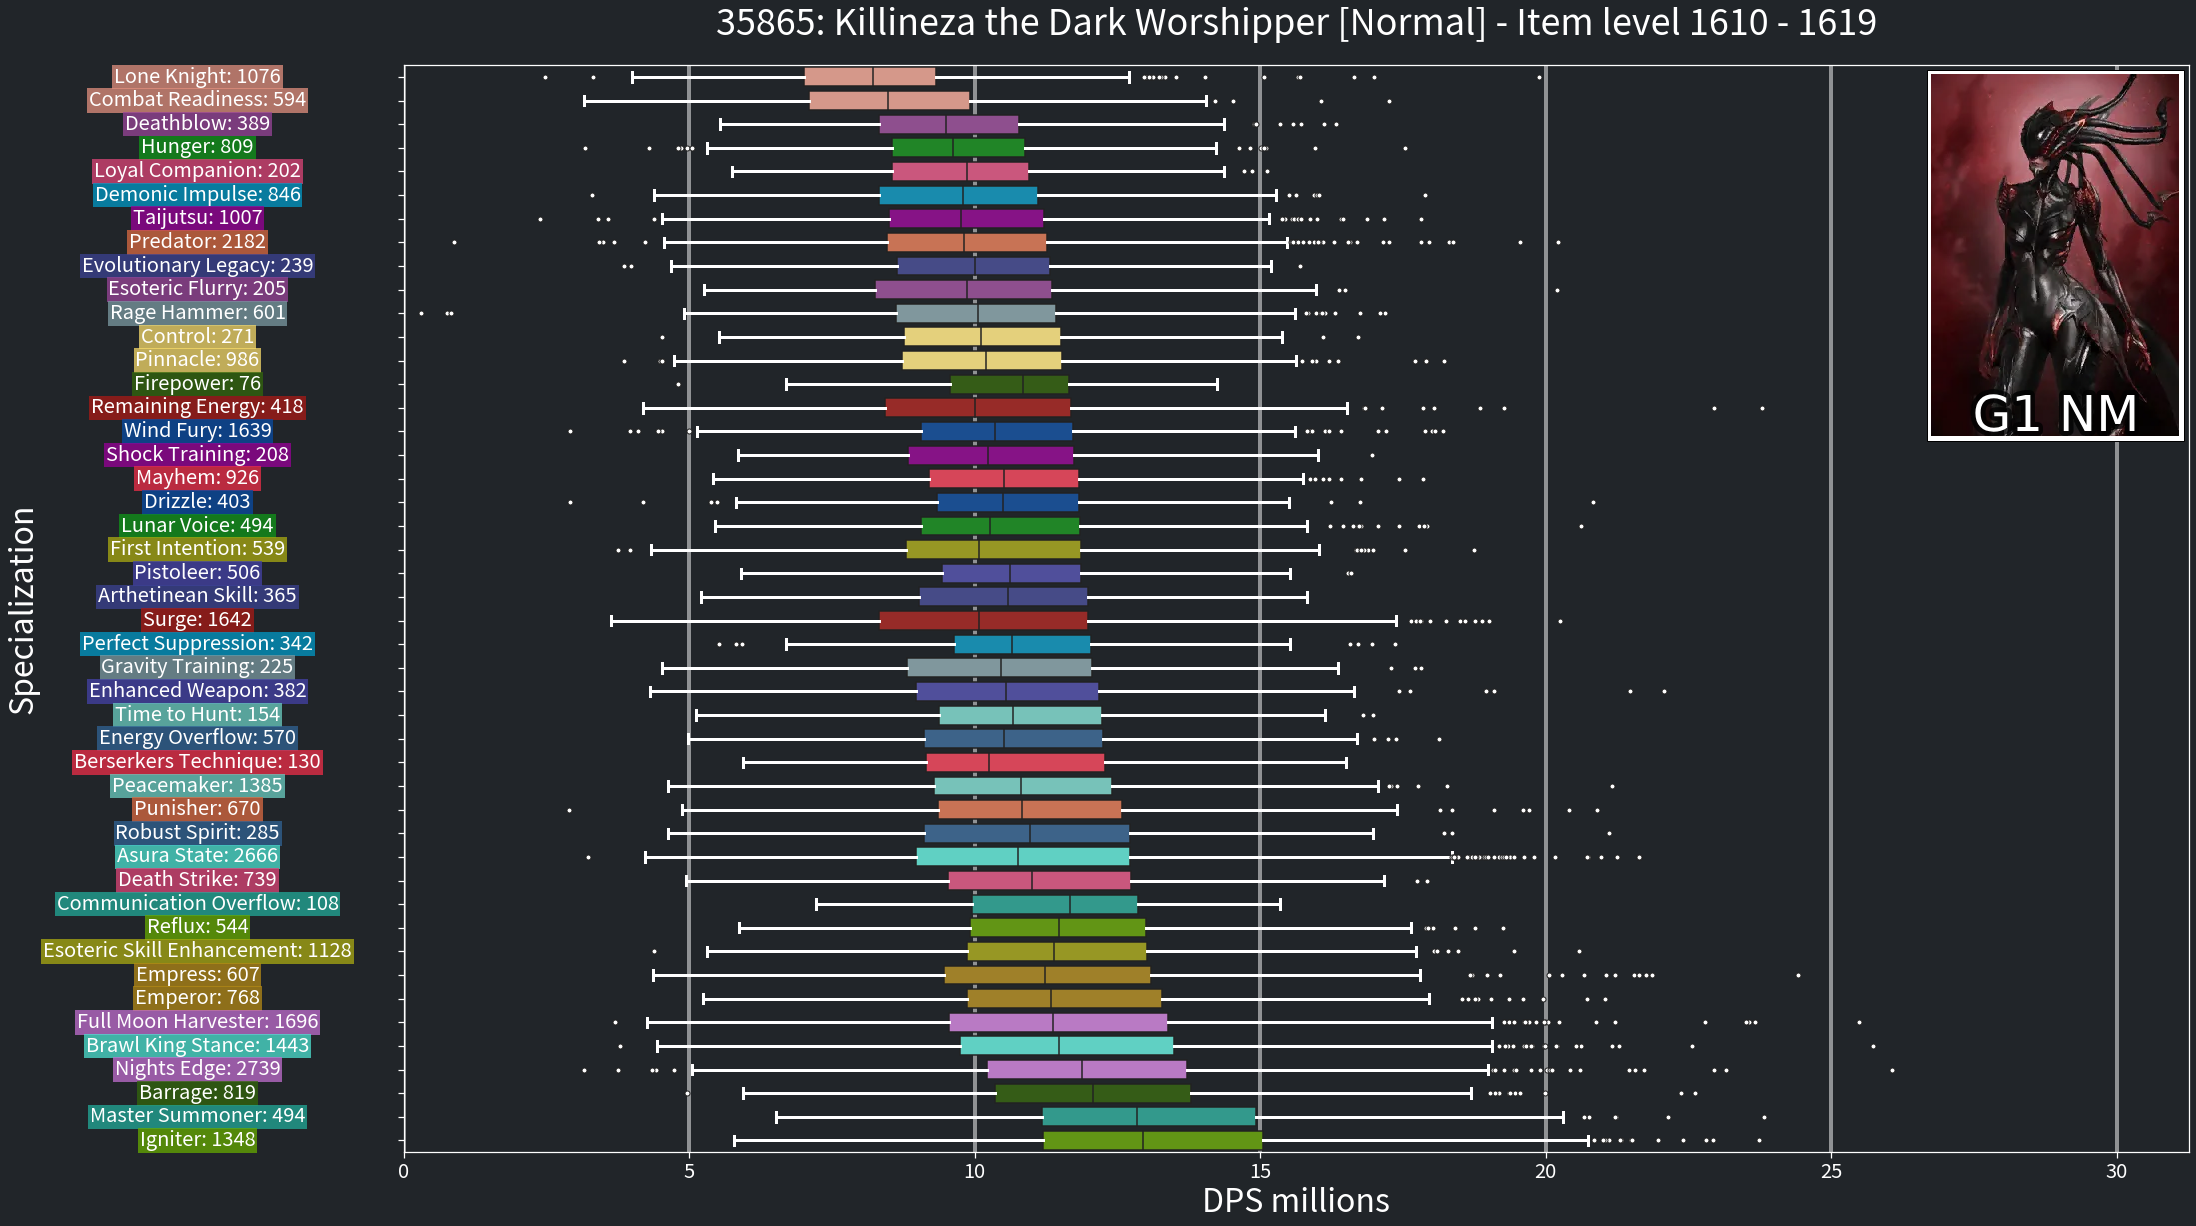 35865: Killineza the Dark Worshipper [Normal] - Item level 1610 - 1619
Specialization
Lone Knight: 1076
Combat Readiness: 594
Deathblow: 389
Hunger: 809
Loyal Companion: 202
Demonic Impulse: 846
Taijutsu: 1007
Predator: 2182
Evolutionary Legacy: 239
Esoteric Flurry: 205
Rage Hammer: 601
Control: 271
Pinnacle: 986
Firepower: 76
Remaining Energy: 418
Wind Fury: 1639
Shock Training: 208
Mayhem: 926
Drizzle: 403
Lunar Voice: 494
First Intention: 539
Pistoleer: 506
Arthetinean Skill: 365
Surge: 1642
Perfect Suppression: 342
Gravity Training: 225
Enhanced Weapon: 382
Time to Hunt: 154
Energy Overflow: 570
Berserkers Technique: 130
Peacemaker: 1385
Punisher: 670
Robust Spirit: 285
Asura State: 2666
Death Strike: 739
Communication Overflow: 108
Reflux: 544
Esoteric Skill Enhancement: 1128
Empress: 607
Emperor: 768
Full Moon Harvester: 1696
Brawl King Stance: 1443
Nights Edge: 2739
Barrage: 819
Master Summoner: 494
Igniter: 1348
G1 NM
0 5 10 15 20 25 30
DPS millions